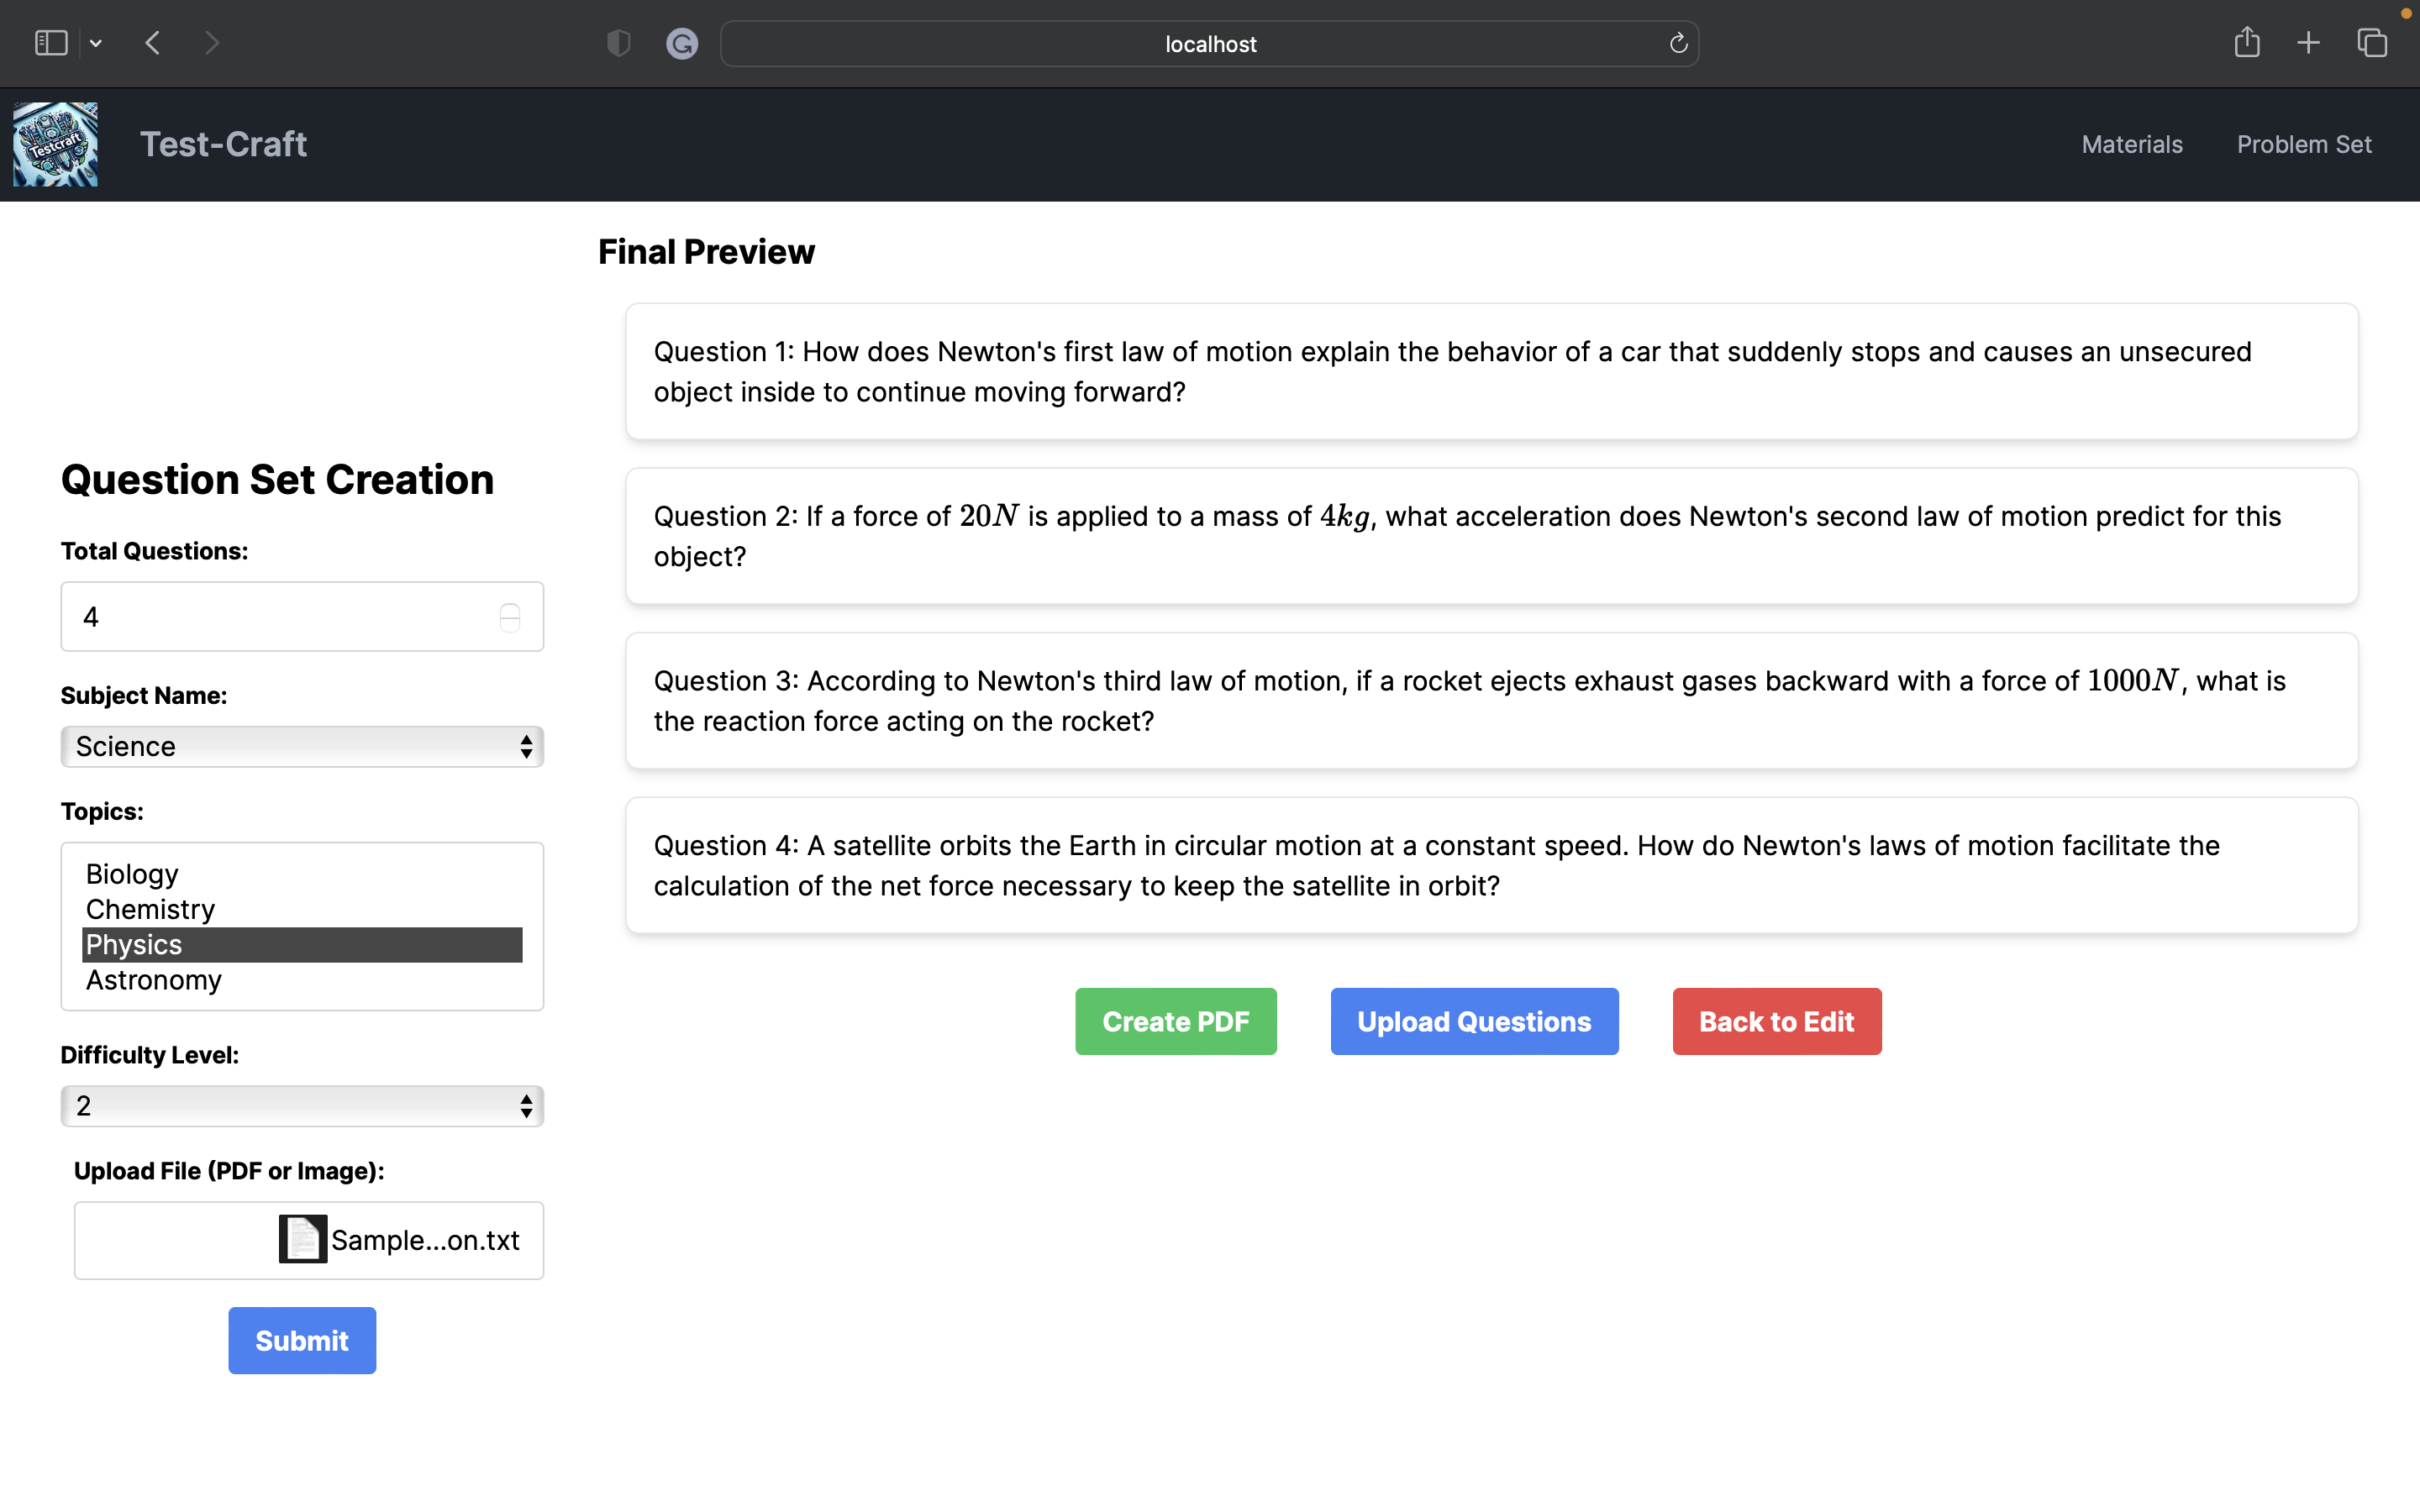 localhost
Testcraft
Test-Craft
Materials
Problem Set
Final Preview
Question 1: How does Newton's first law of motion explain the behavior of a car that suddenly stops and causes an unsecured
object inside to continue moving forward?
Question 2: If a force of 20N is applied to a mass of 4kg, what acceleration does Newton's second law of motion predict for this
object?
Question 3: According to Newton's third law of motion, if a rocket ejects exhaust gases backward with a force of 1000N, what is
the reaction force acting on the rocket?
Question 4: A satellite orbits the Earth in circular motion at a constant speed. How do Newton's laws of motion facilitate the
calculation of the net force necessary to keep the satellite in orbit?
Create PDF
Upload Questions
Back to Edit
Question Set Creation
Total Questions:
4
Subject Name:
Science
Topics:
Biology
Chemistry
Physics
Astronomy
Difficulty Level:
2
Upload File (PDF or Image):
Sample...on.txt
Submit